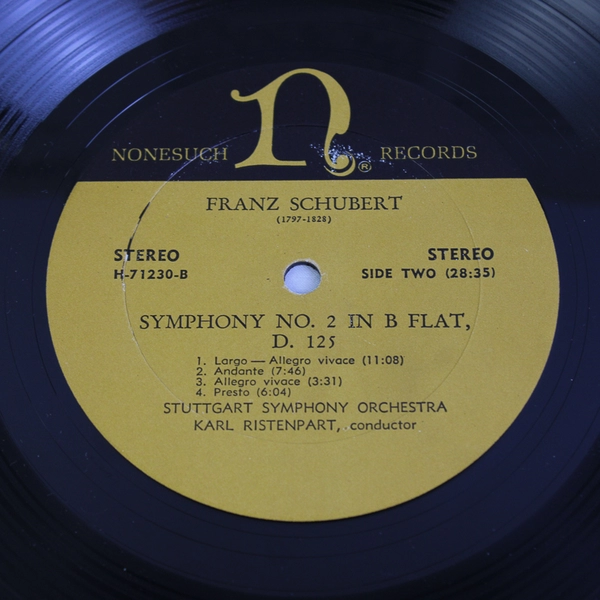 n
NONESUCH RECORDS
®
FRANZ SCHUBERT
(1797-1828)
STEREO STEREO
H-71230-B SIDE TWO (28:35)
SYMPHONY NO. 2 IN B FLAT,
D. 125
1. Largo — Allegro vivace (11:08)
2. Andante (7:46)
3. Allegro vivace (3:31)
4. Presto (6:04)
STUTTGART SYMPHONY ORCHESTRA
KARL RISTENPART, conductor